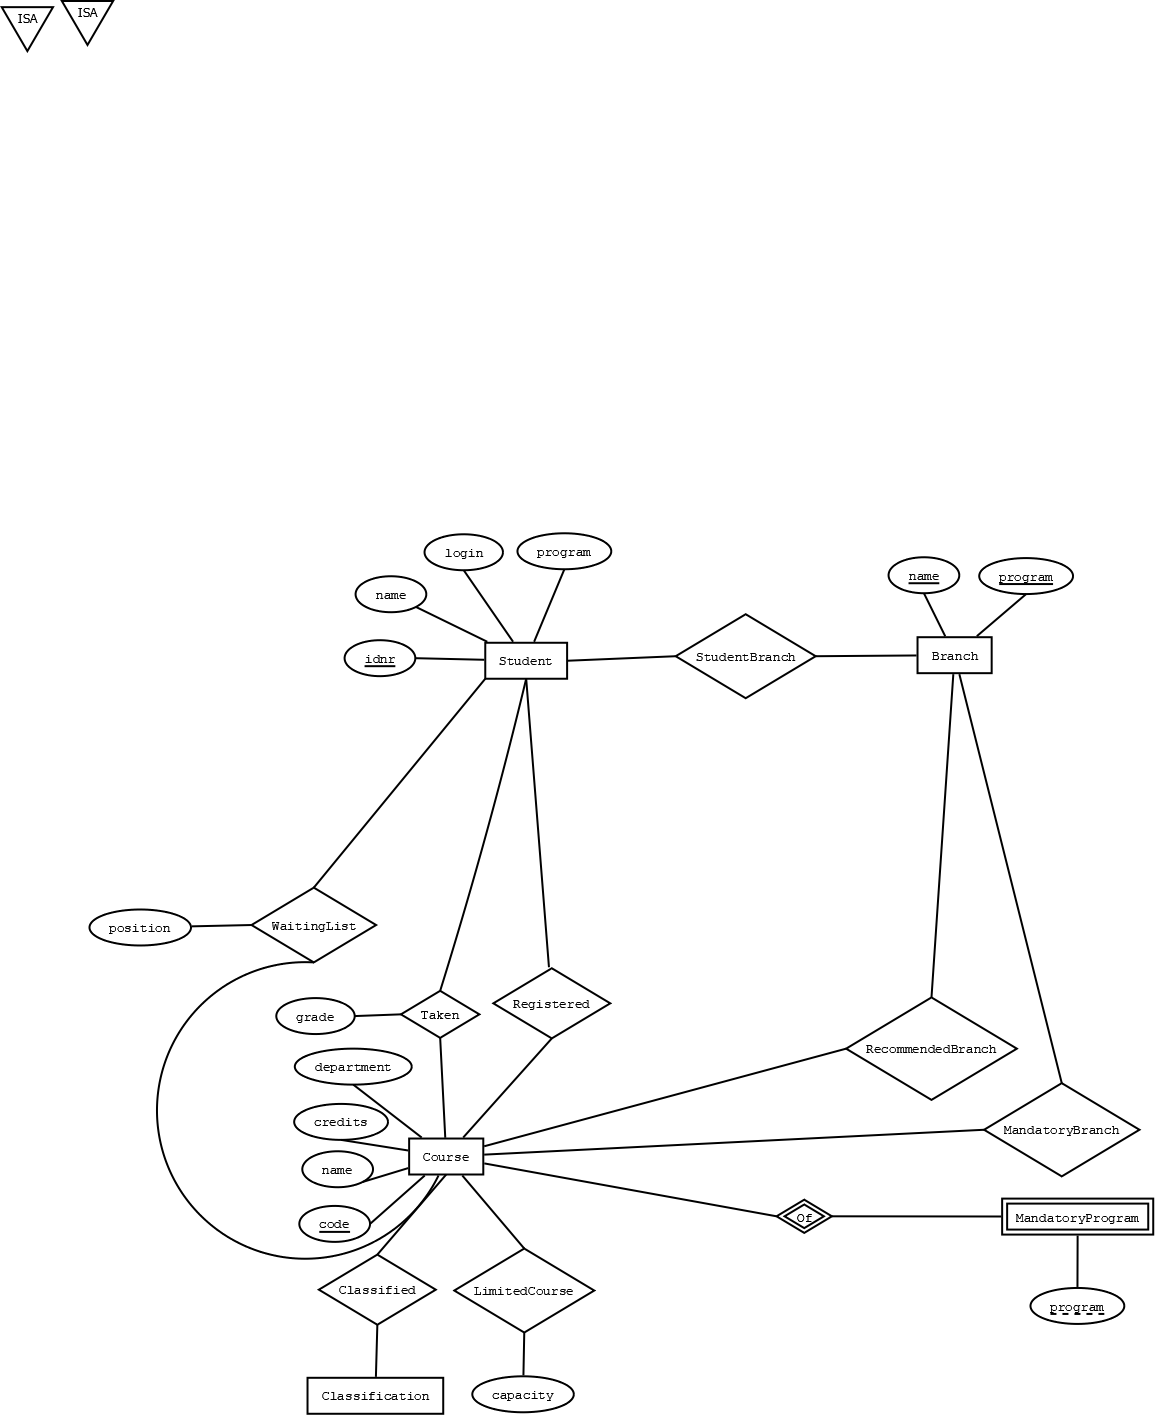 ISA
ISA
login
program
name
idnr
Student
StudentBranch
name
program
Branch
position
WaitingList
grade
Taken
Registered
RecommendedBranch
department
credits
MandatoryBranch
Course
name
code
Of
MandatoryProgram
Classified
LimitedCourse
program
Classification
capacity